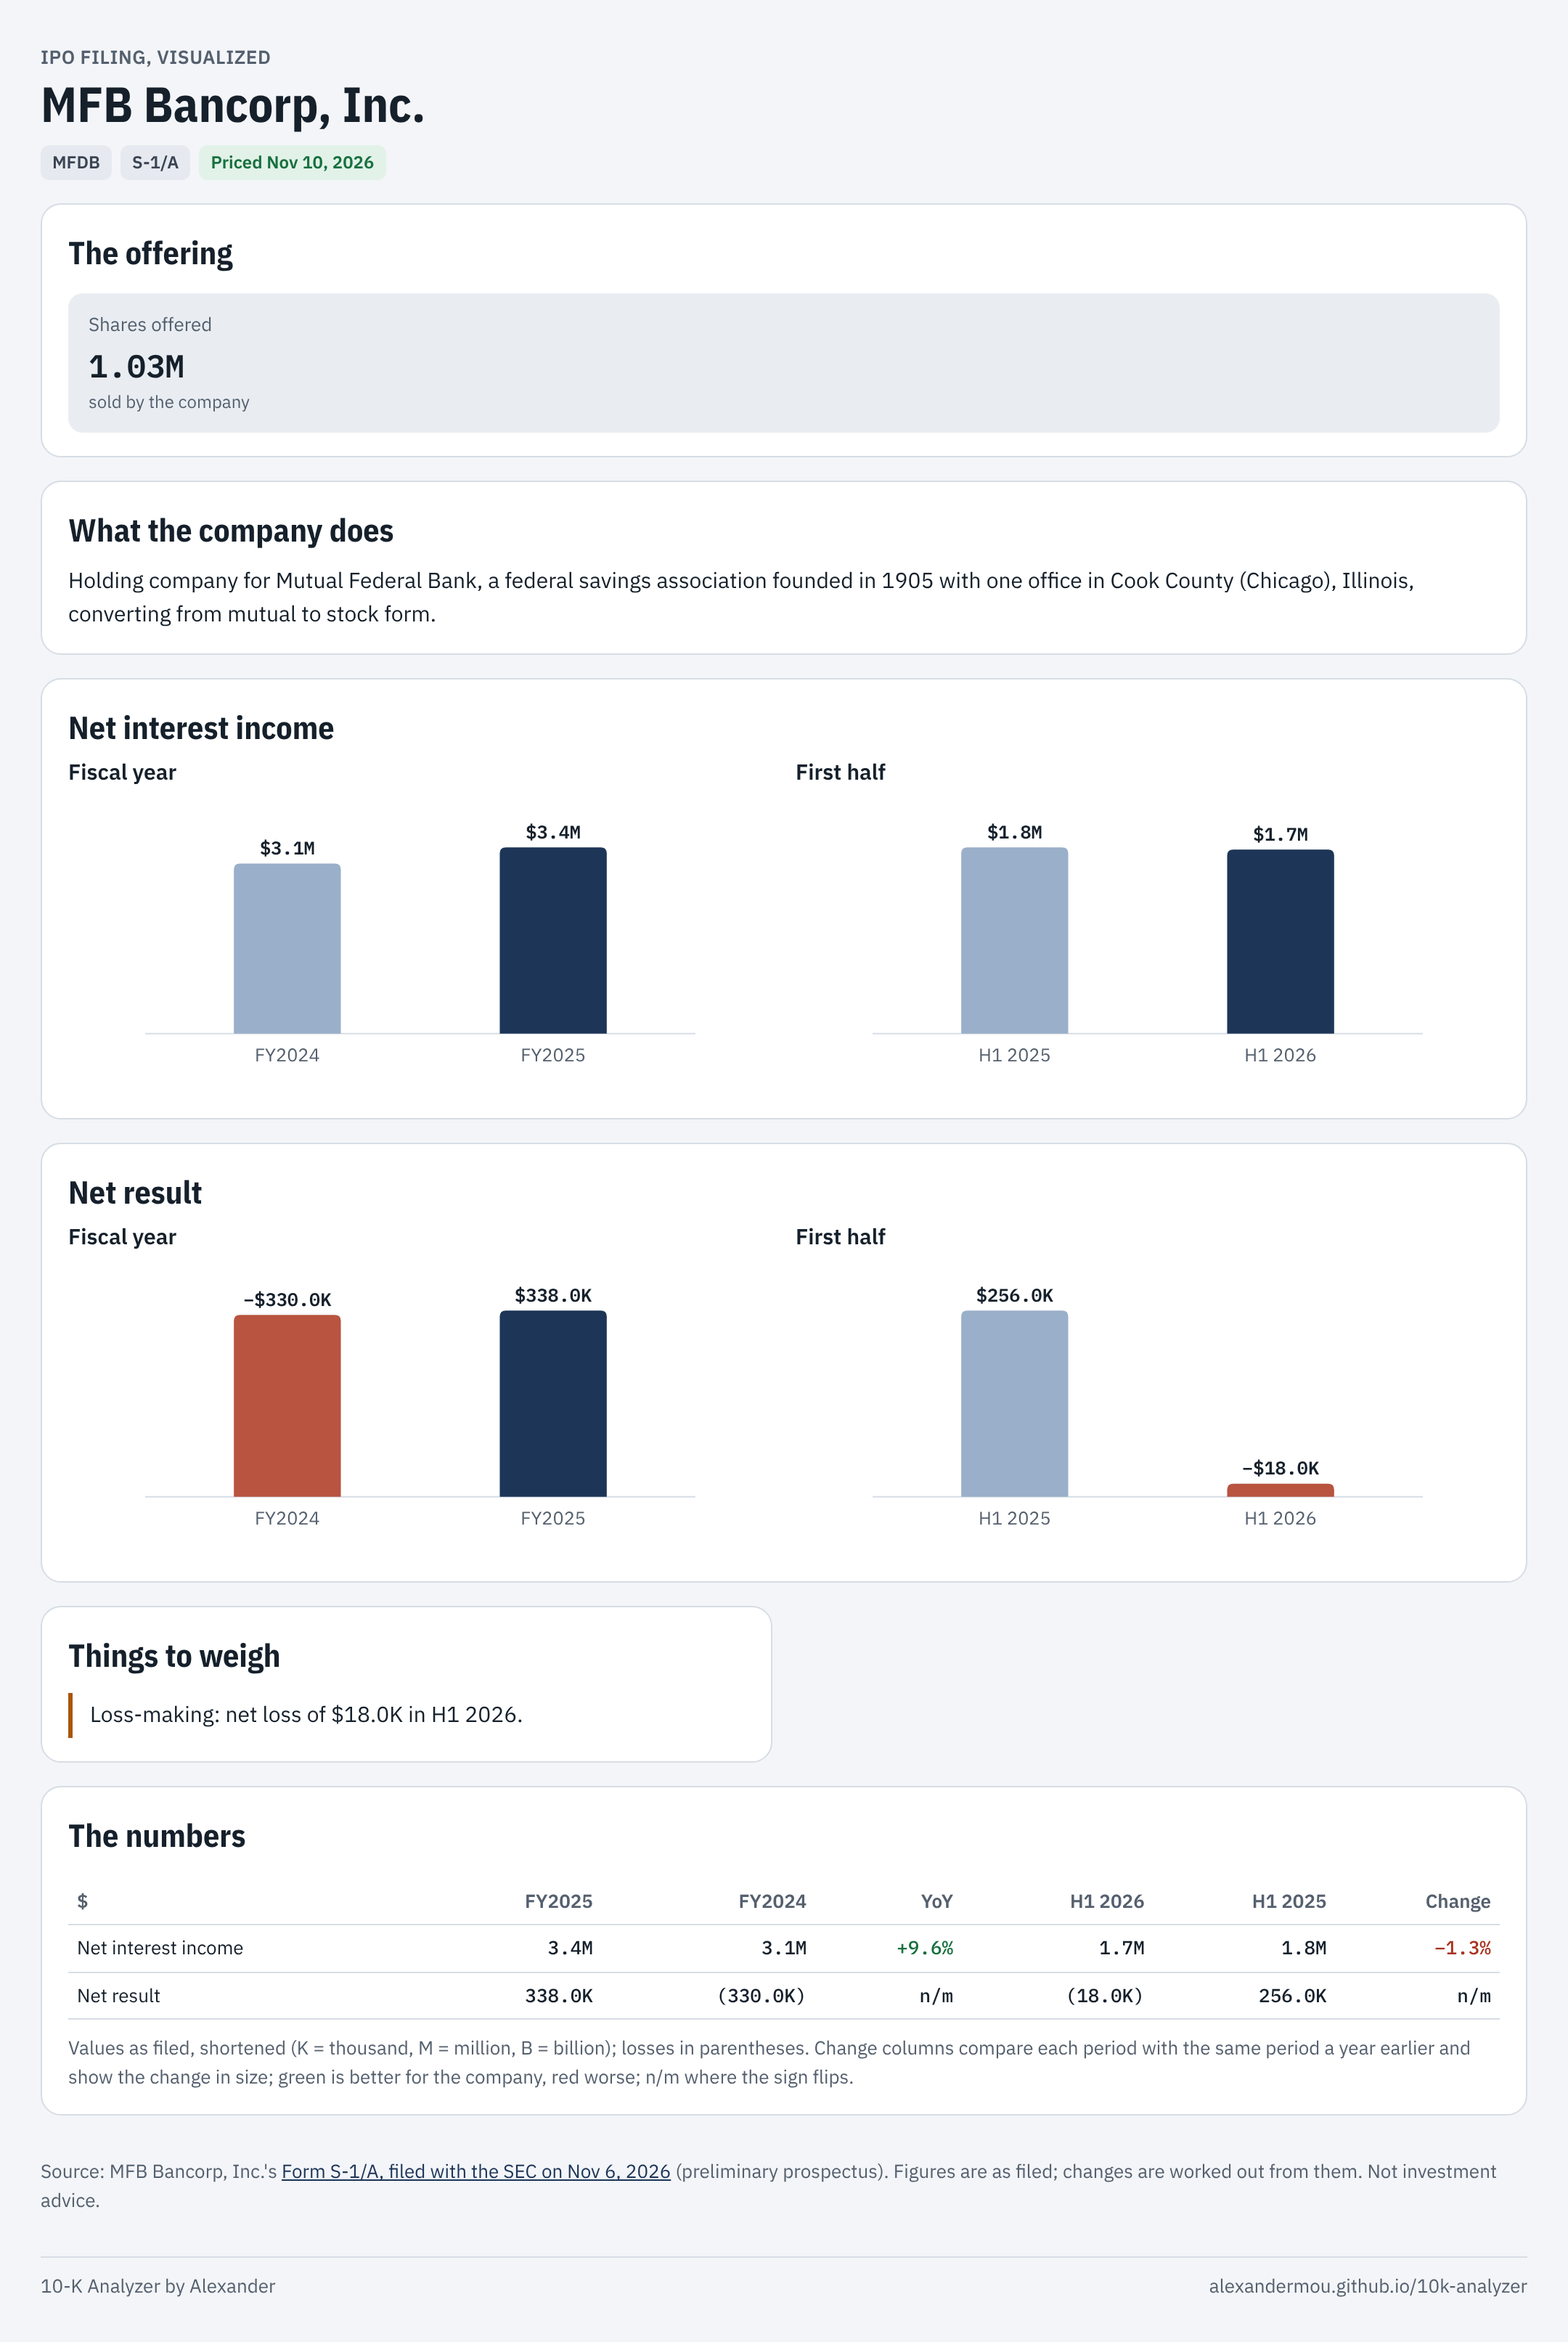 IPO FILING, VISUALIZED
MFB Bancorp, Inc.
MFDB S-1/A Priced Nov 10, 2026
The offering
Shares offered
1.03M
sold by the company
What the company does
Holding company for Mutual Federal Bank, a federal savings association founded in 1905 with one office in Cook County (Chicago), Illinois,
converting from mutual to stock form.
Net interest income
Fiscal year
$3.1M $3.4M
FY2024 FY2025
First half
$1.8M $1.7M
H1 2025 H1 2026
Net result
Fiscal year
−$330.0K $338.0K
FY2024 FY2025
First half
$256.0K −$18.0K
H1 2025 H1 2026
Things to weigh
Loss-making: net loss of $18.0K in H1 2026.
The numbers
$ FY2025 FY2024 YoY H1 2026 H1 2025 Change
Net interest income 3.4M 3.1M +9.6% 1.7M 1.8M −1.3%
Net result 338.0K (330.0K) n/m (18.0K) 256.0K n/m
Values as filed, shortened (K = thousand, M = million, B = billion); losses in parentheses. Change columns compare each period with the same period a year earlier and
show the change in size; green is better for the company, red worse; n/m where the sign flips.
Source: MFB Bancorp, Inc.'s Form S-1/A, filed with the SEC on Nov 6, 2026 (preliminary prospectus). Figures are as filed; changes are worked out from them. Not investment
advice.
10-K Analyzer by Alexander alexandermou.github.io/10k-analyzer